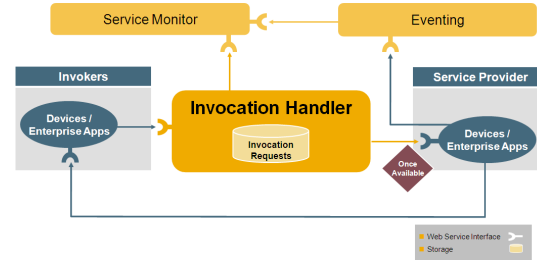 Service Monitor
Eventing
Invokers
Service Provider
Invocation Handler
Devices /
Enterprise Apps
Invocation
Requests
Devices /
Enterprise Apps
Once
Available
Web Service Interface
Storage